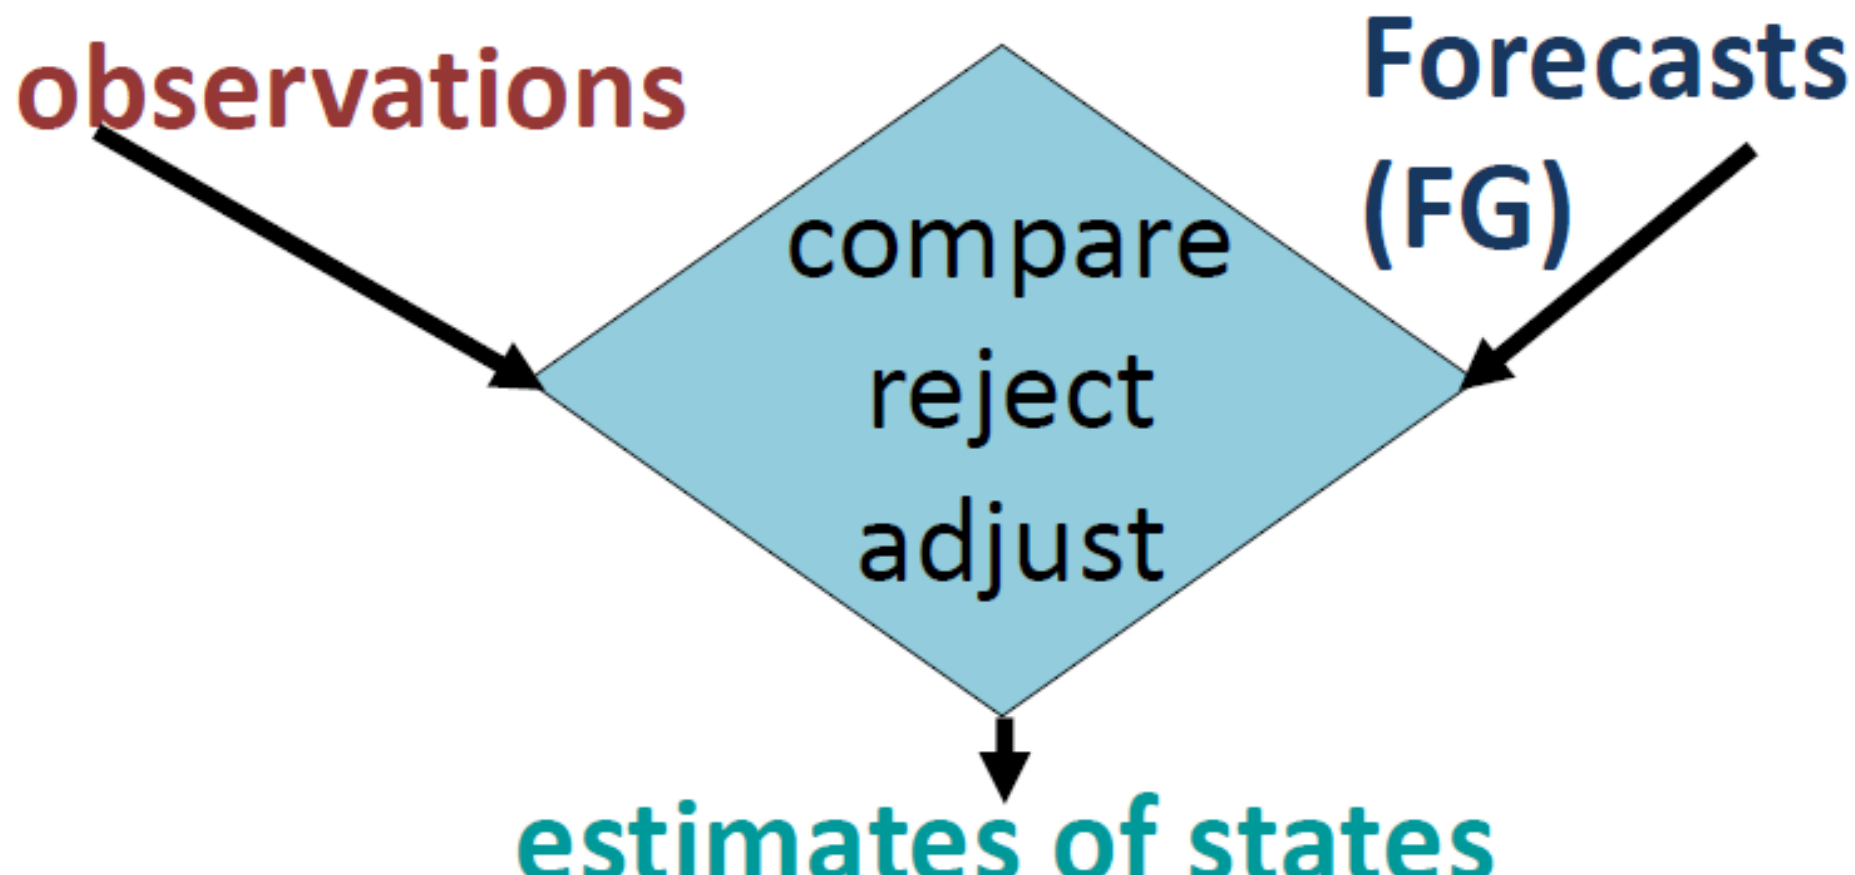 observations
Forecasts
(FG)
compare
reject
adjust
estimates of states